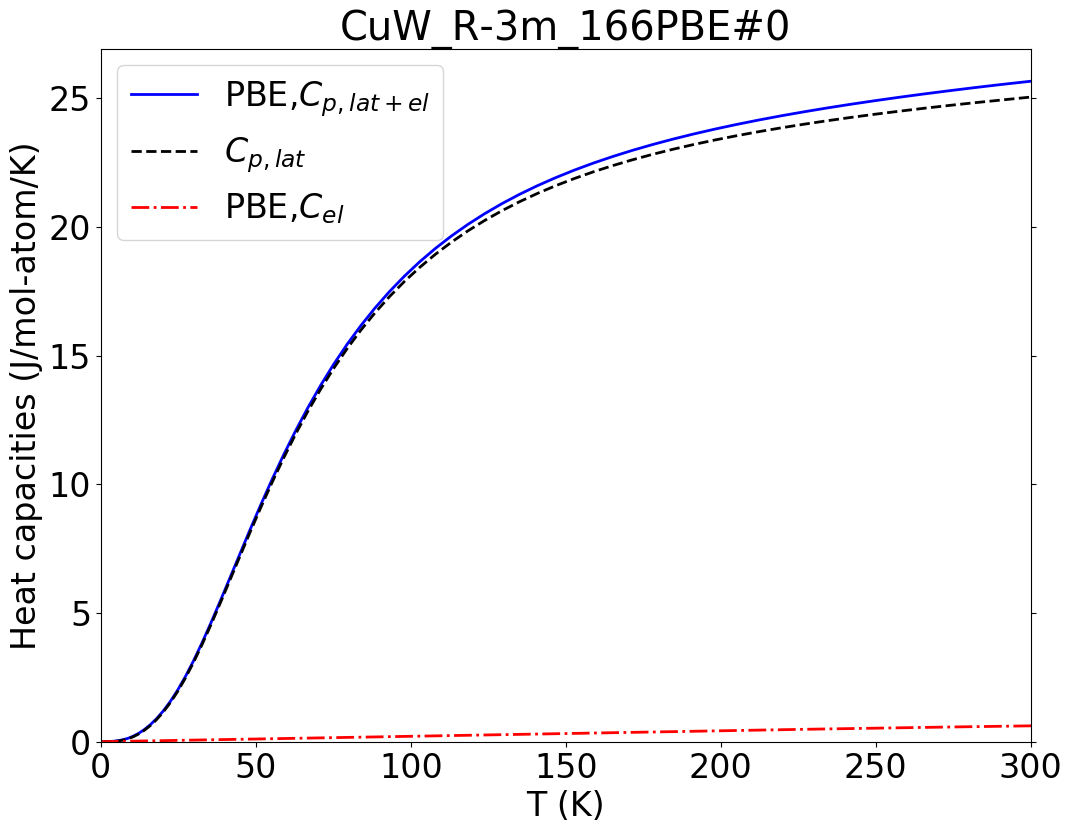 CuW_R-3m_166PBE#0
PBE,C_{p,lat+el}
C_{p,lat}
PBE,C_{el}
Heat capacities (J/mol-atom/K)
25
20
15
10
5
0
0 50 100 150 200 250 300
T (K)